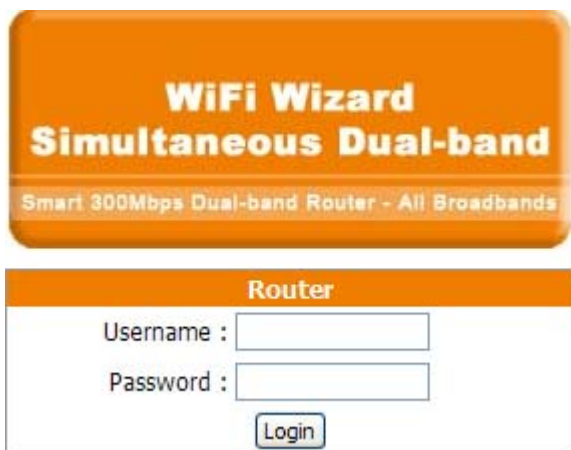 WiFi Wizard
Simultaneous Dual-band
Smart 300Mbps Dual-band Router - All Broadbands
Router
Username :
Password :
Login